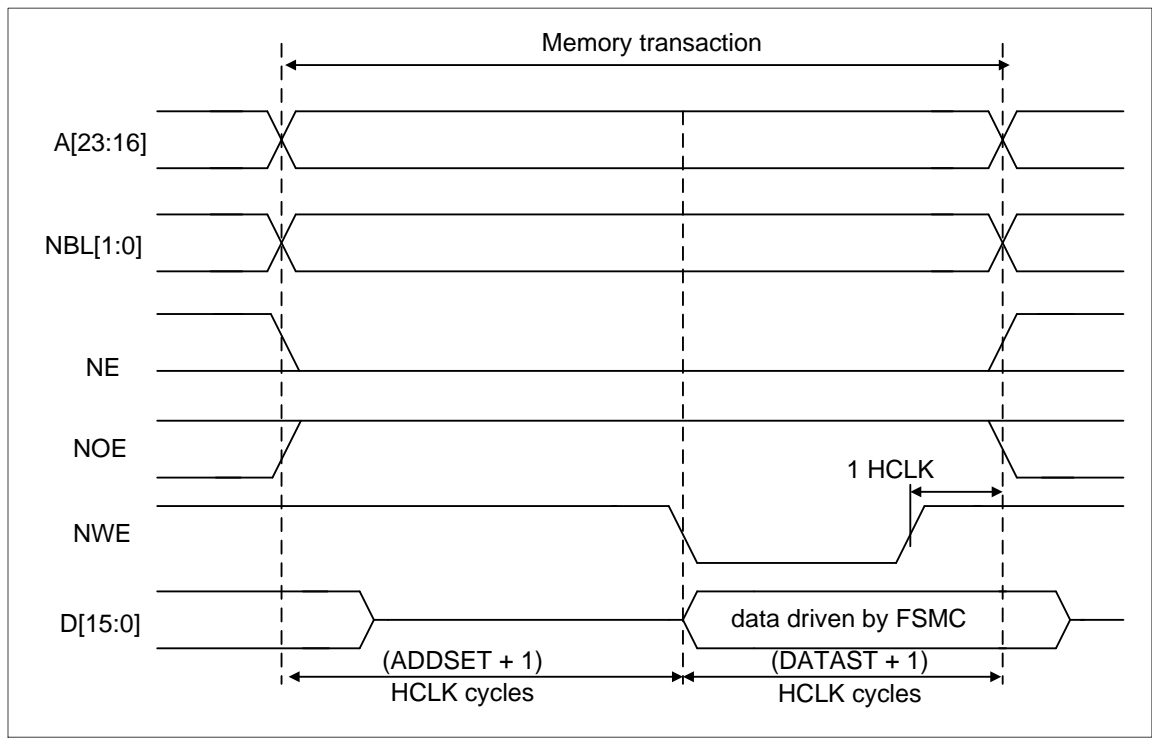 Memory transaction
A[23:16]
NBL[1:0]
NE
NOE
1 HCLK
NWE
D[15:0]
data driven by FSMC
(ADDSET + 1)
HCLK cycles
(DATAST + 1)
HCLK cycles